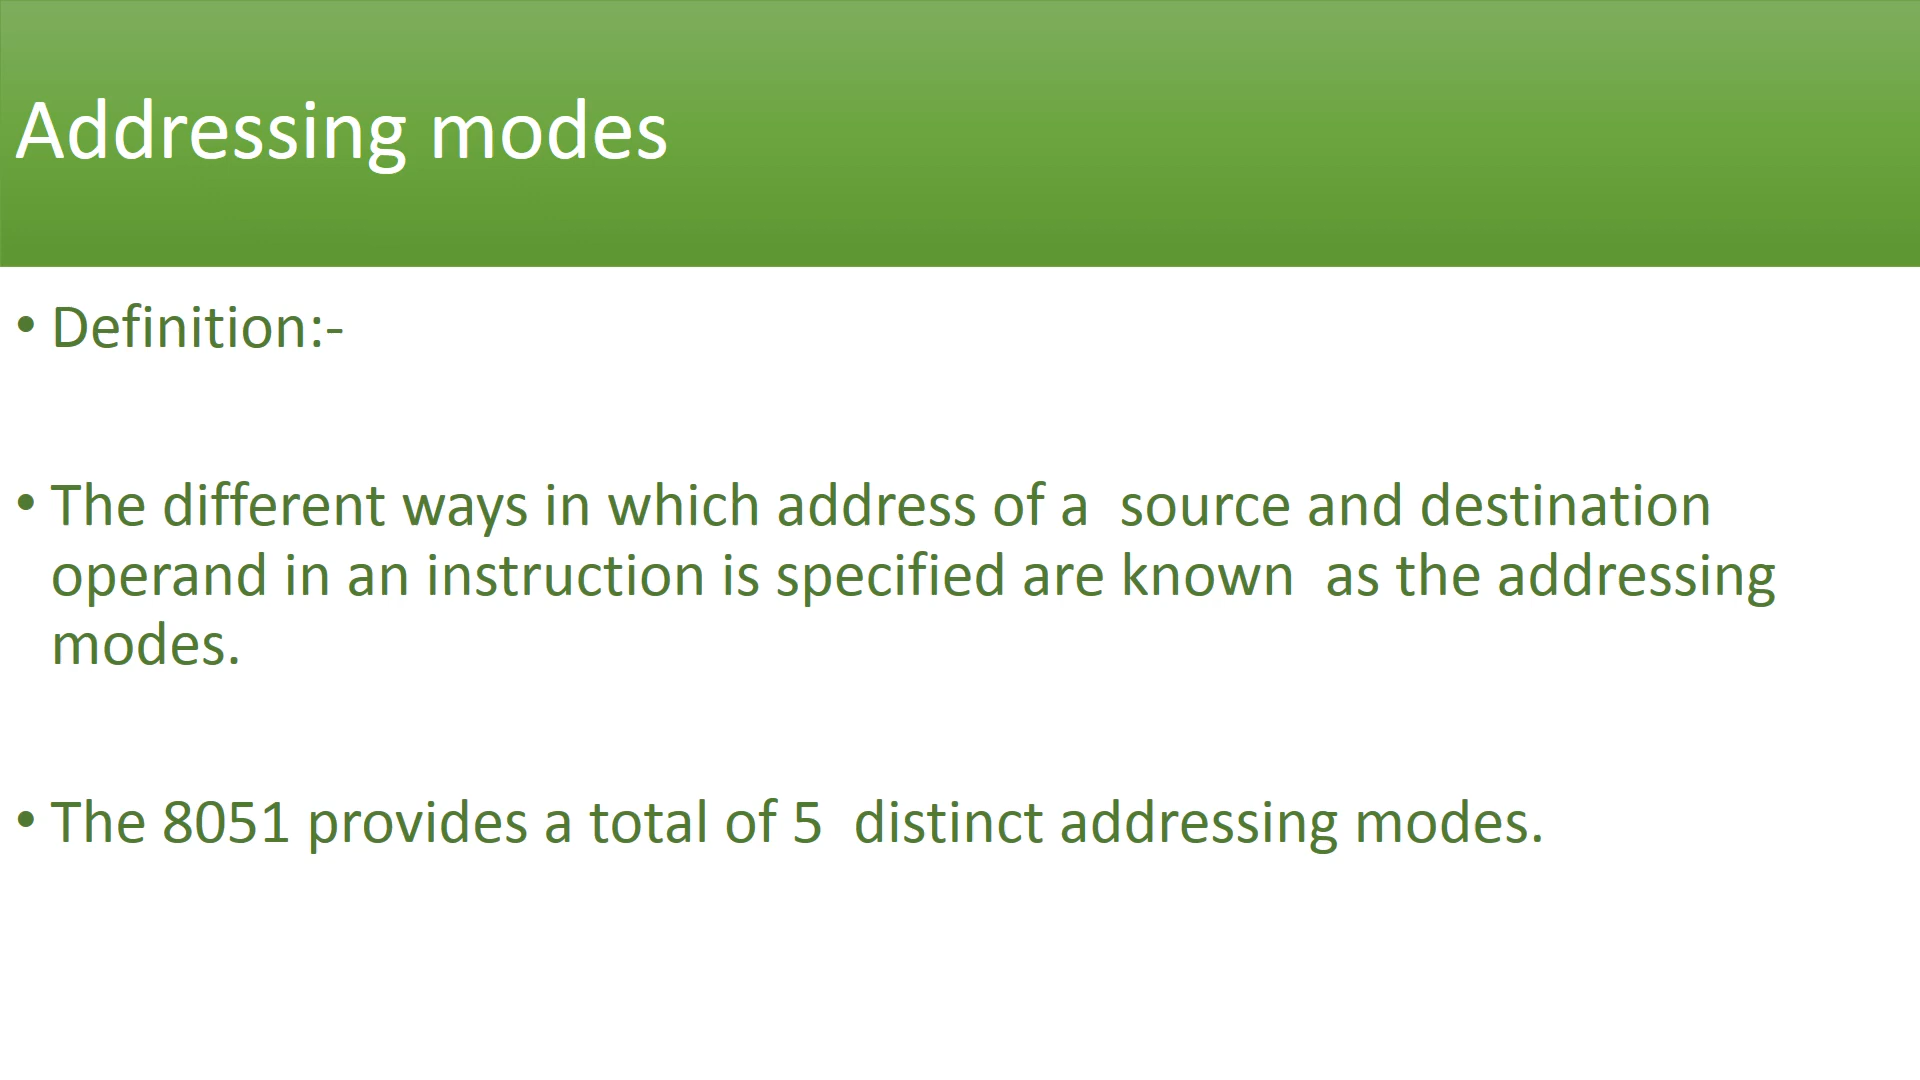 Addressing modes
• Definition:-
• The different ways in which address of a  source and destination
operand in an instruction is specified are known  as the addressing
modes.
• The 8051 provides a total of 5  distinct addressing modes.